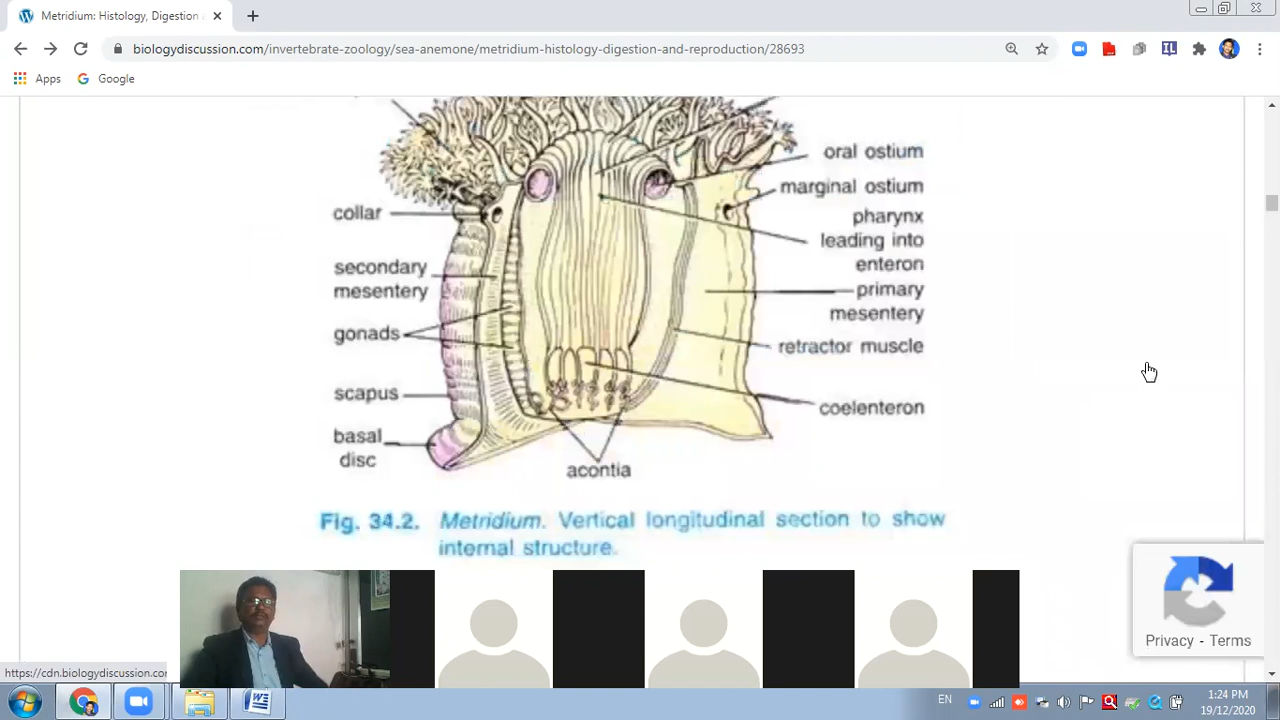 Metridium: Histology, Digestion
biologydiscussion.com/invertebrate-zoology/sea-anemone/metridium-histology-digestion-and-reproduction/28693
Apps
Google
oral ostium
marginal ostium
collar
pharynx
leading into
enteron
secondary
mesentery
primary
mesentery
gonads
retractor muscle
scapus
coelenteron
basal
disc
acontia
Fig. 34.2. Metridium. Vertical longitudinal section to show
internal structure.
Privacy - Terms
https://cdn.biologydiscussion.con
EN
1:24 PM
19/12/2020